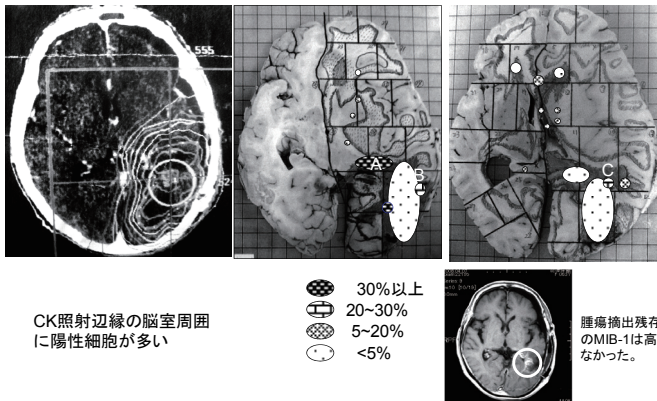 555
A
B
C
CK照射辺縁の脳室周囲
に陽性細胞が多い
30%以上
20~30%
5~20%
<5%
腫瘍摘出残存
のMIB-1は高
なかった。